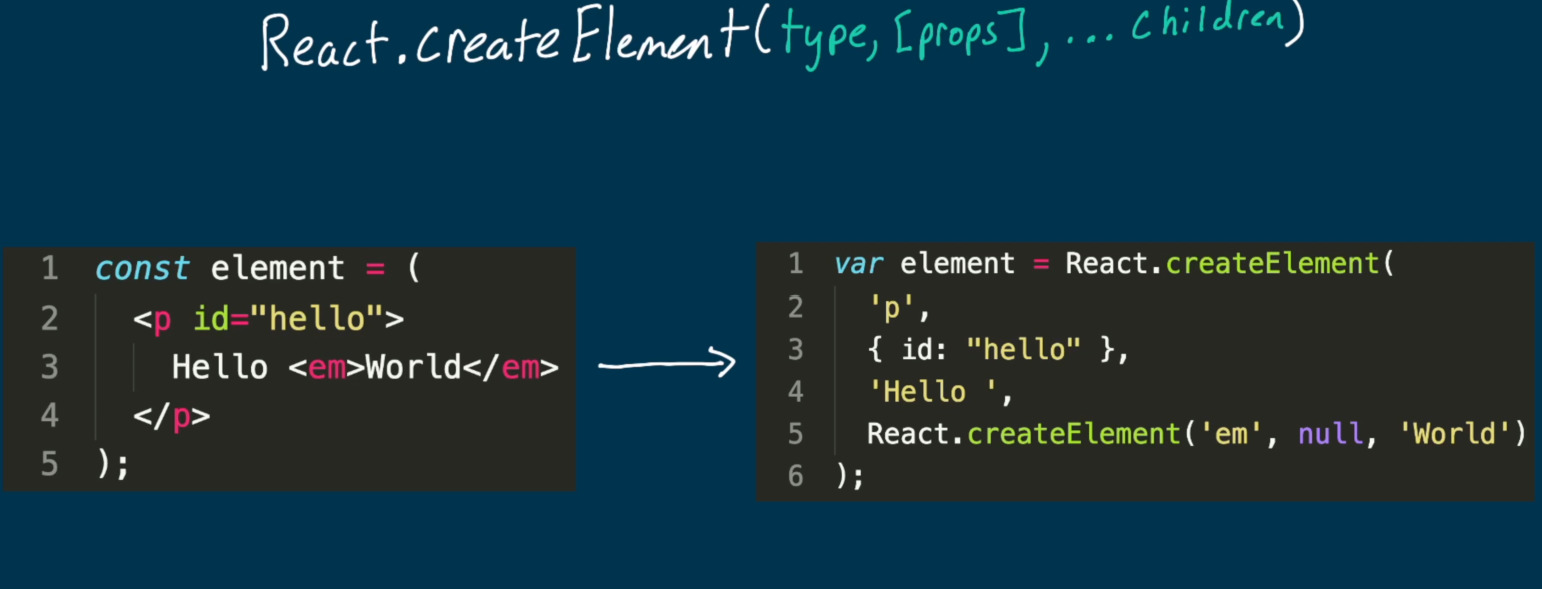 React.createElement(type, [props], ... children)
1 const element = (
2 <p id="hello">
3 Hello <em>World</em>
4 </p>
5 );
1 var element = React.createElement(
2 'p',
3 { id: "hello" },
4 'Hello ',
5 React.createElement('em', null, 'World')
6 );